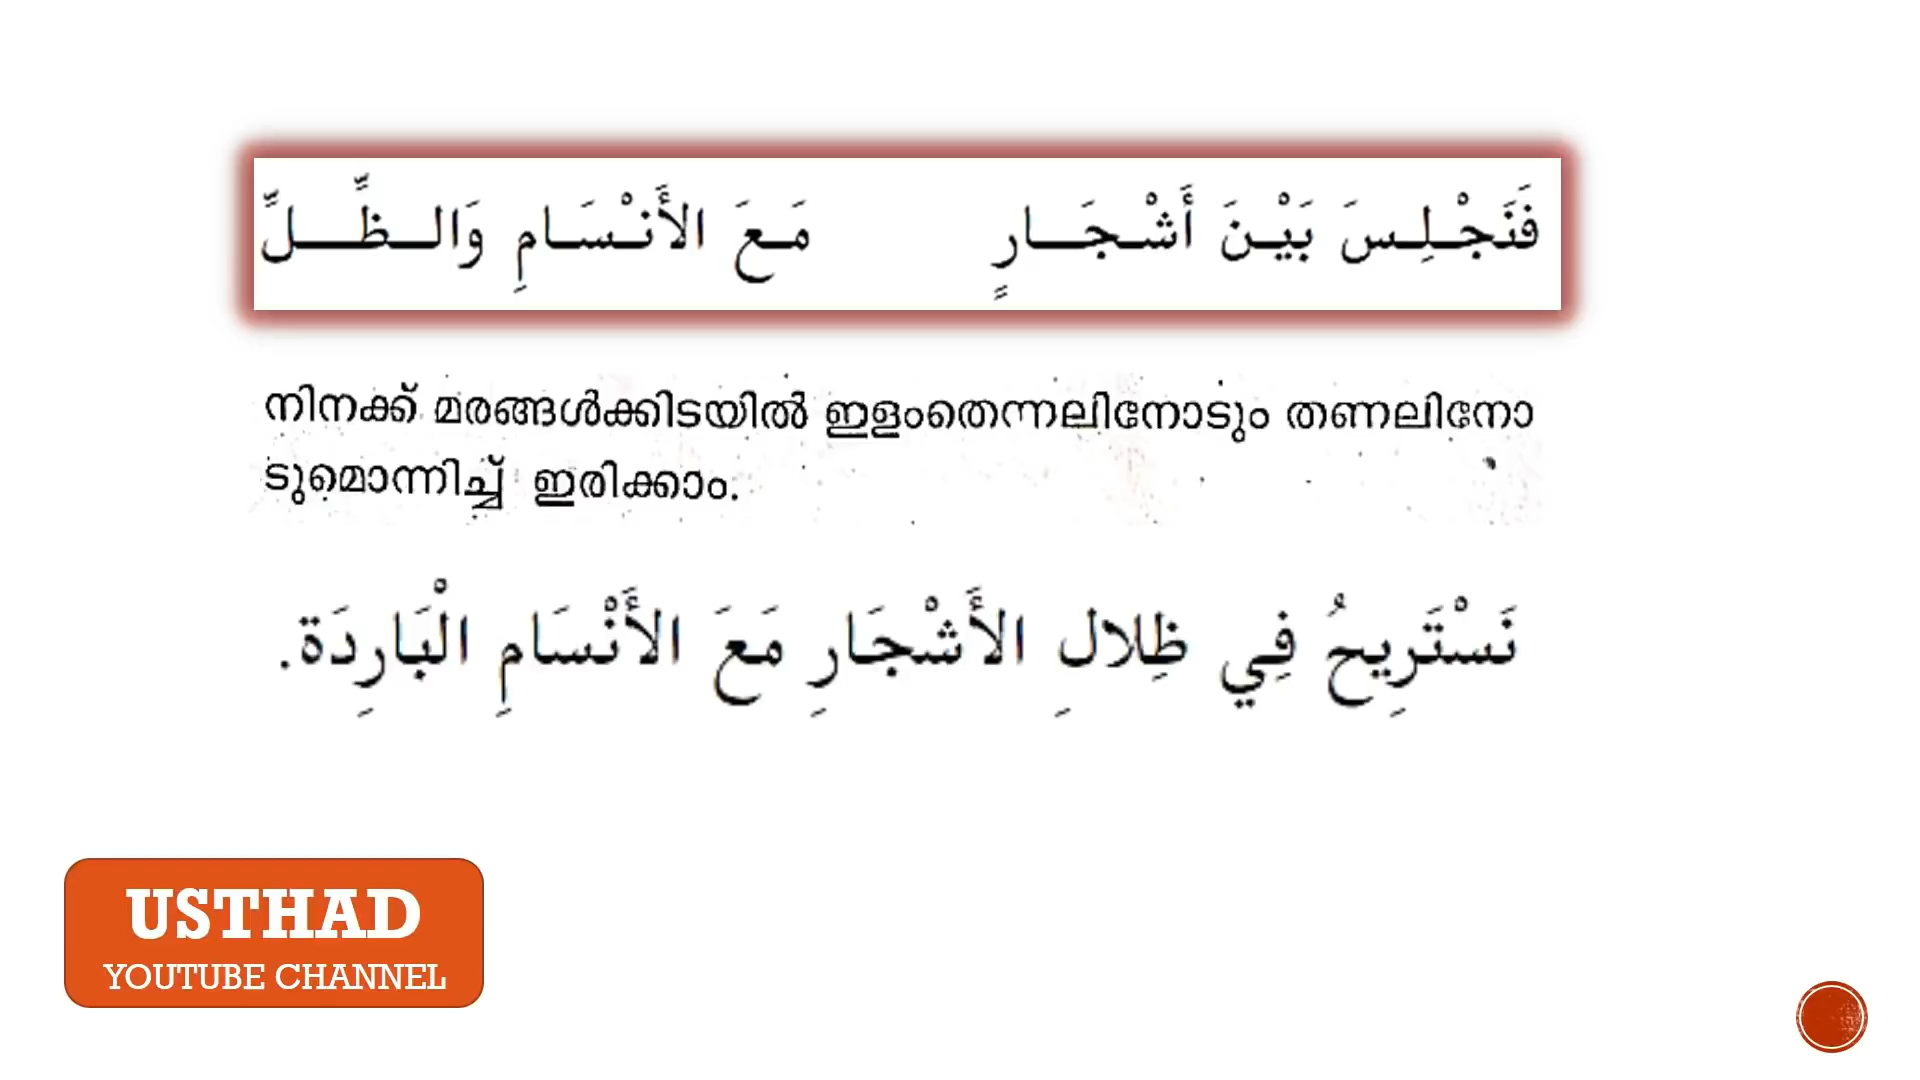 فَنَجْلِسَ بَيْنَ أَشْجَارٍ مَعَ الأَنْسَامِ وَالظِّلِّ
നിനക്ക് മരങ്ങൾക്കിടയിൽ ഇളംതെന്നലിനോടും തണലിനോ
ടുമൊന്നിച്ച് ഇരിക്കാം.
نَسْتَرِيحُ فِي ظِلالِ الأَشْجَارِ مَعَ الأَنْسَامِ الْبَارِدَة.
USTHAD
YOUTUBE CHANNEL